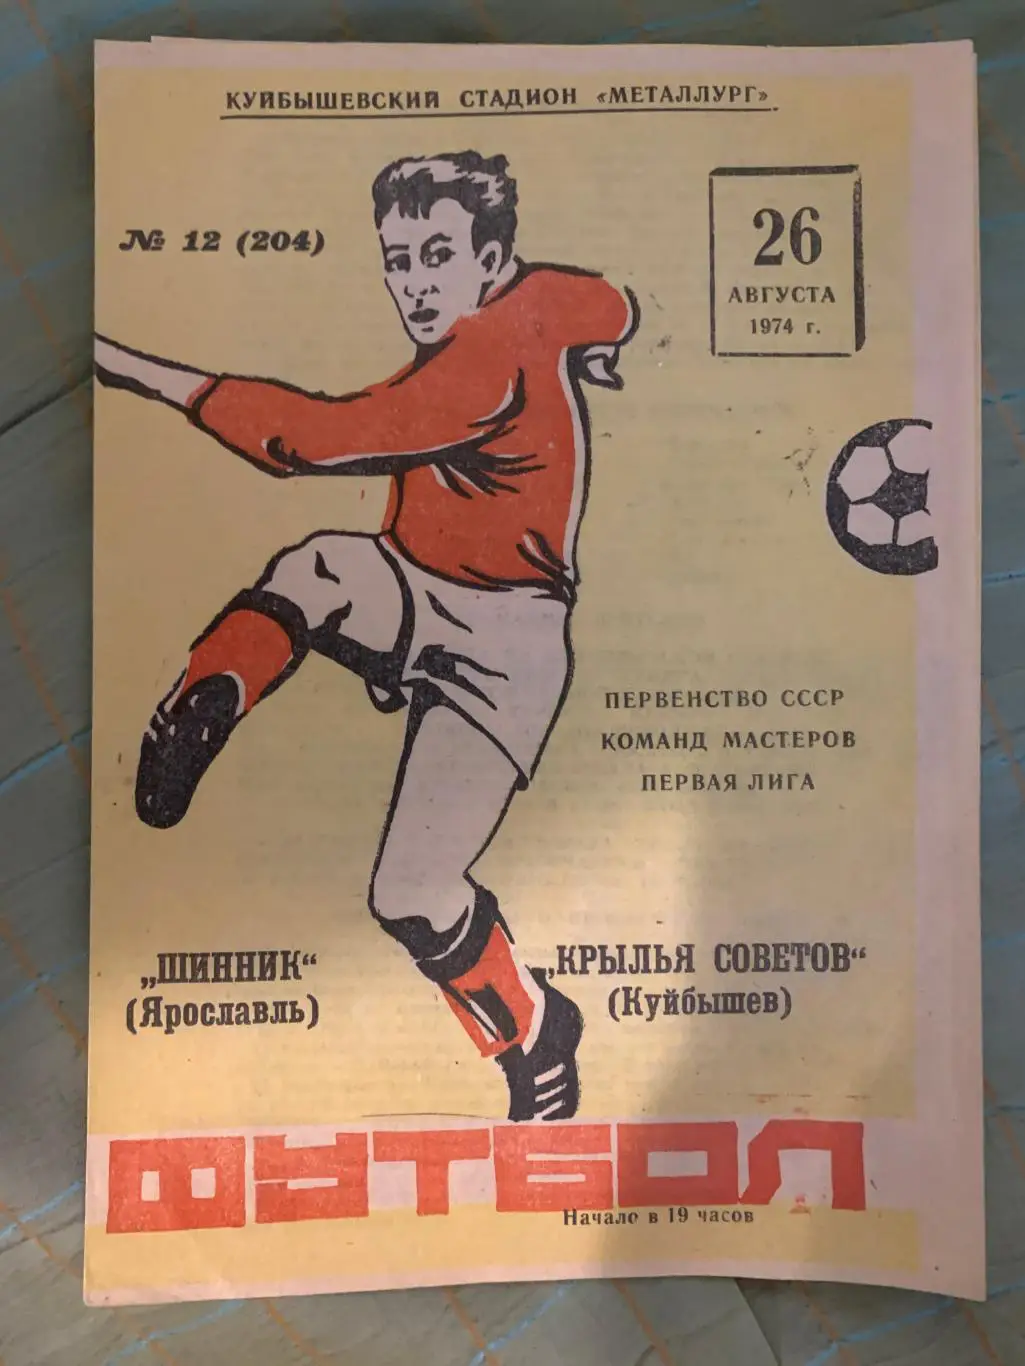 КУЙБЫШЕВСКИЙ СТАДИОН «МЕТАЛЛУРГ»
№ 12 (204)
26
АВГУСТА
1974 г.
ПЕРВЕНСТВО СССР
КОМАНД МАСТЕРОВ
ПЕРВАЯ ЛИГА
„ШИННИК“
(Ярославль)
„КРЫЛЬЯ СОВЕТОВ“
(Куйбышев)
ФУТБОЛ
Начало в 19 часов